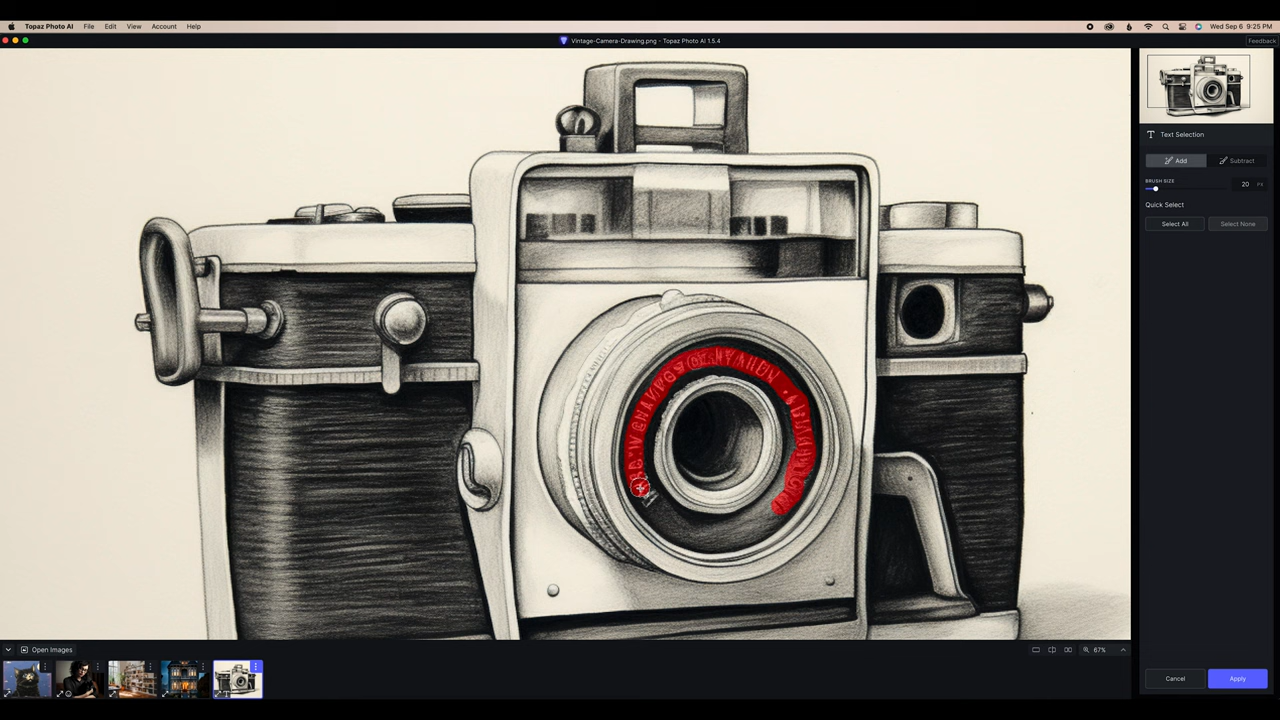 Topaz Photo AI File Edit View Account Help Wed Sep 6 9:25 PM
Vintage-Camera-Drawing.png - Topaz Photo AI 1.5.4 Feedback
Text Selection
Add Subtract
BRUSH SIZE 20 PX
Quick Select
Select All Select None
Open Images 67%
Cancel Apply